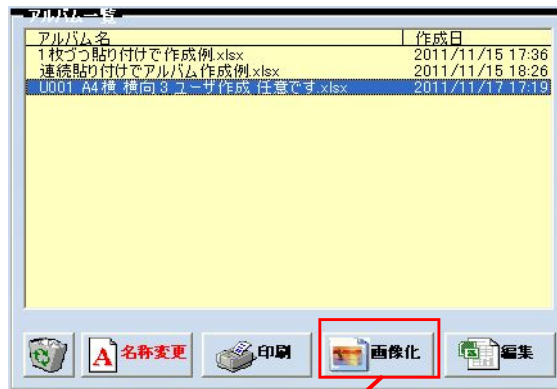 アルバム一覧
アルバム名 作成日
1枚づつ貼り付けで作成例.xlsx 2011/11/15 17:36
連続貼り付けでアルバム作成例.xlsx 2011/11/15 18:26
U001 A4横 横向3 ユーザ作成 任意です.xlsx 2011/11/17 17:19
A 名称変更 印刷 画像化 編集